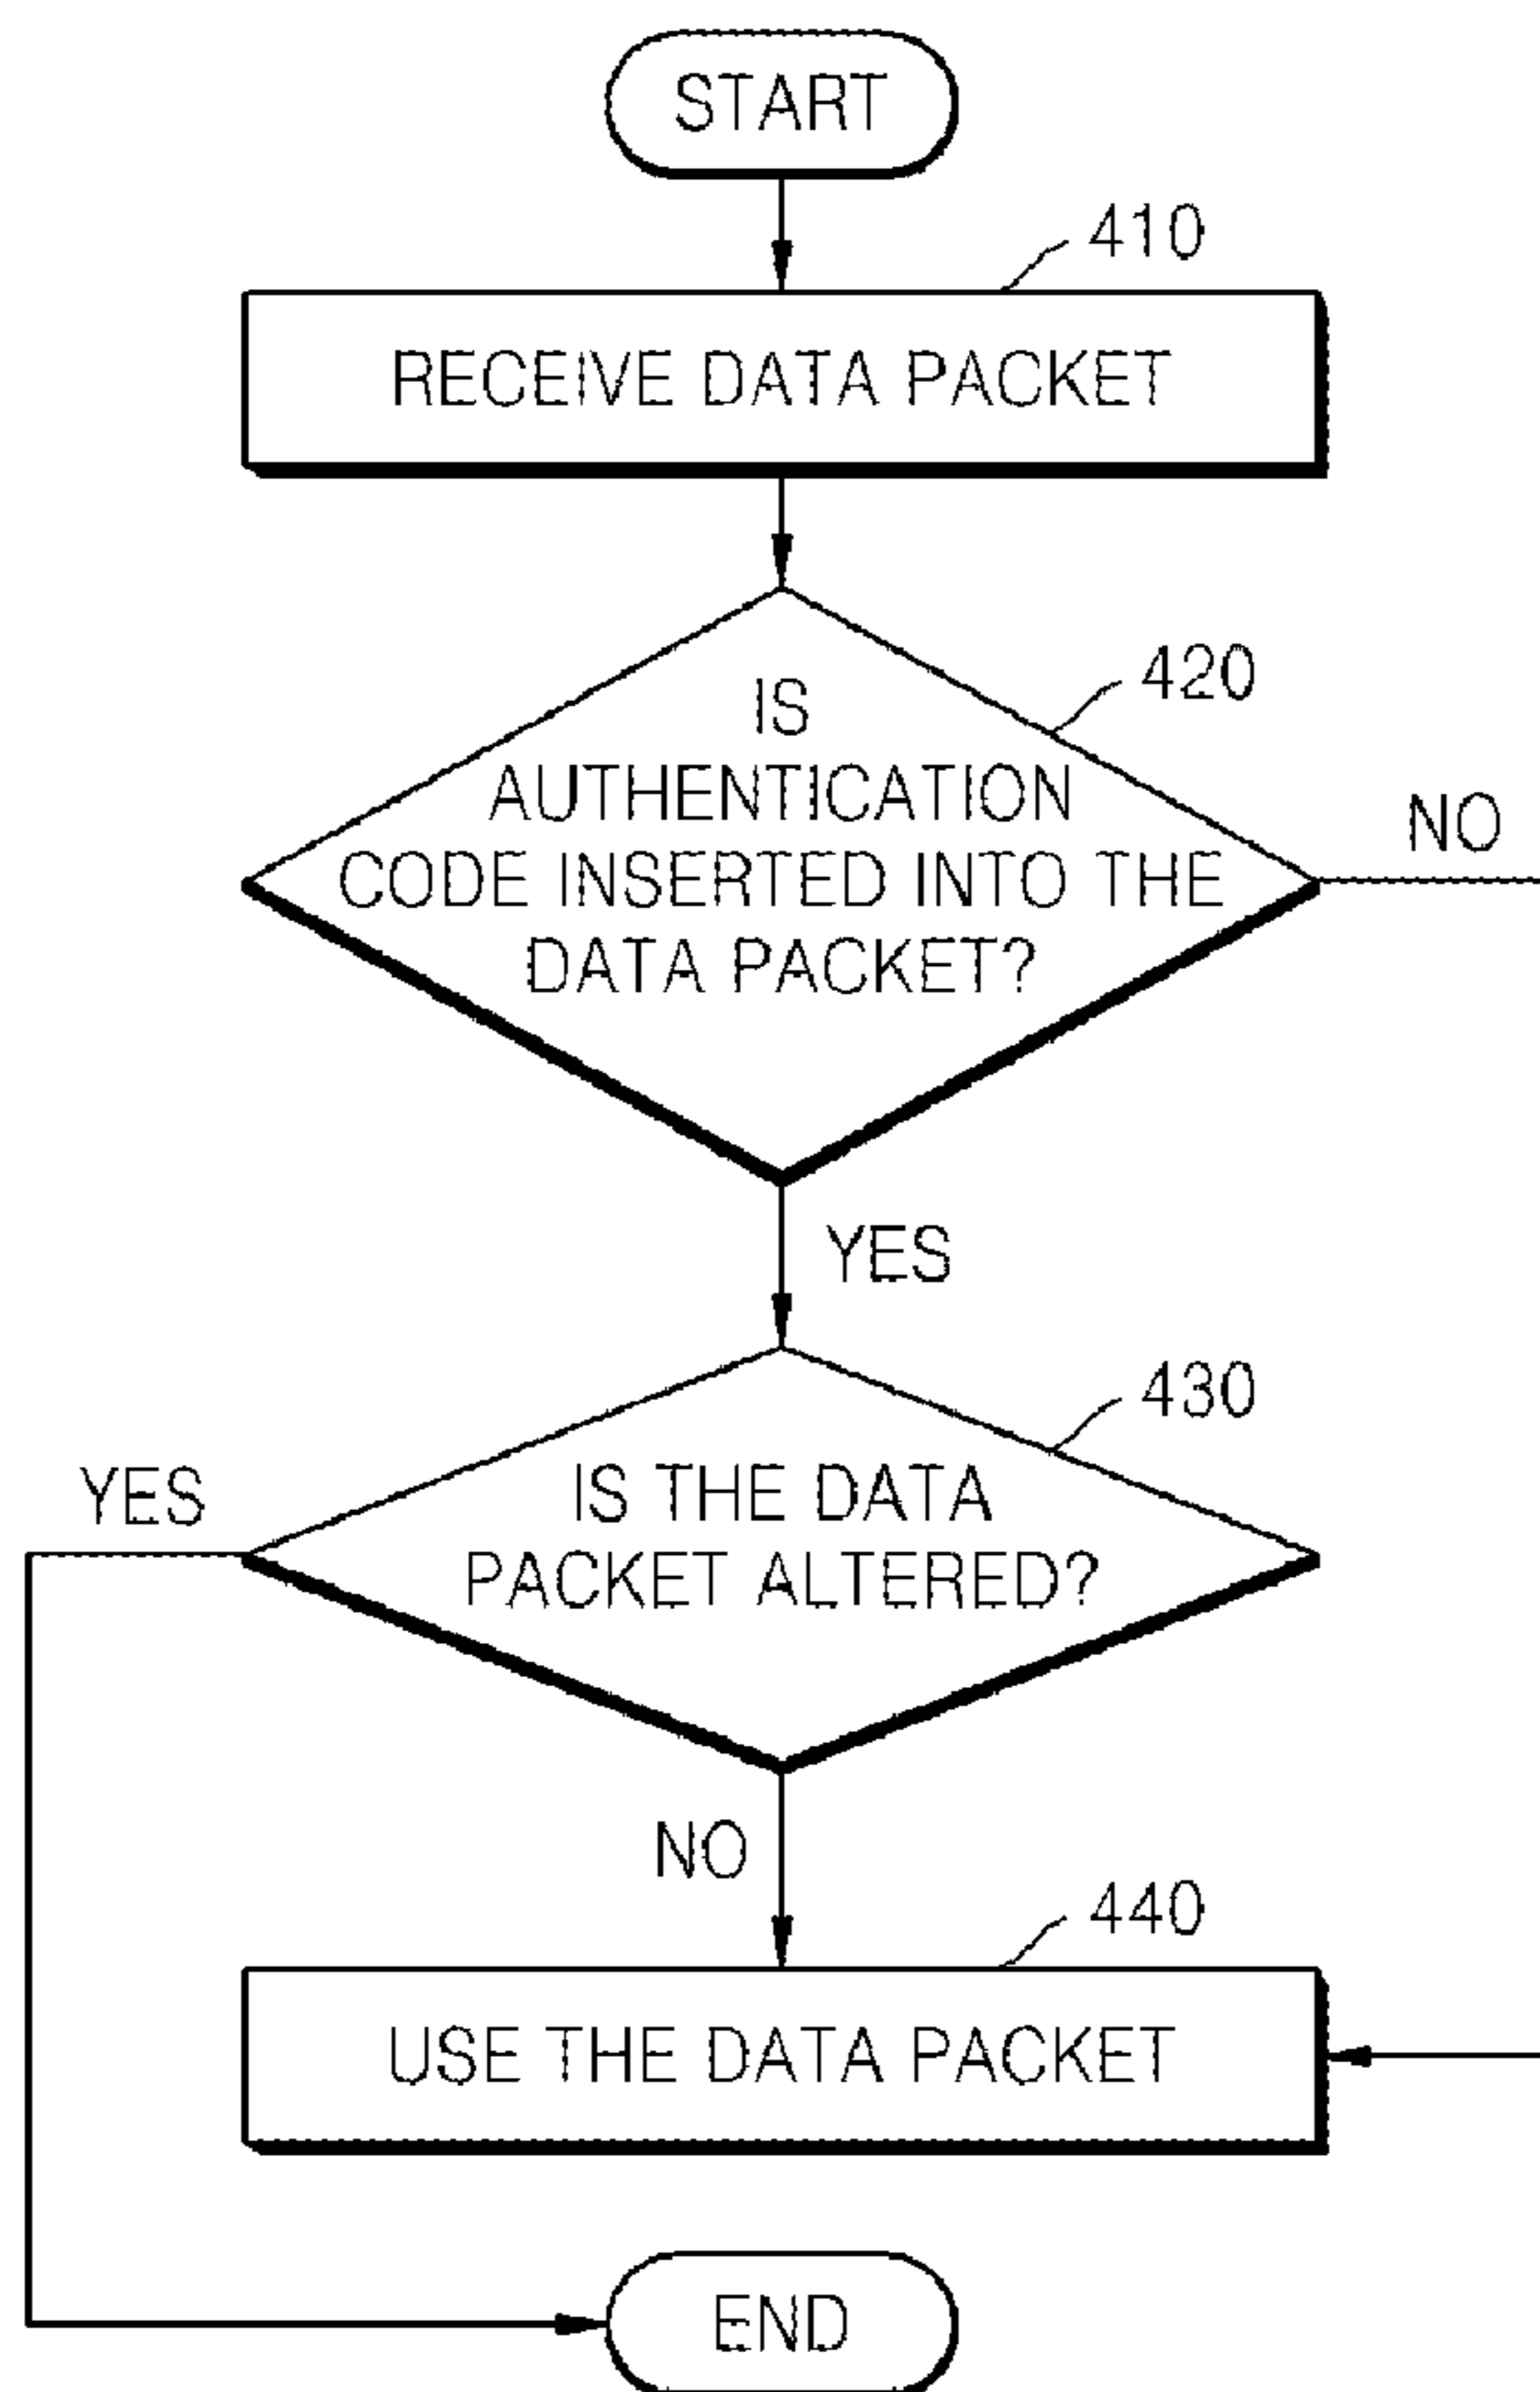 START
410
RECEIVE DATA PACKET
420
IS
AUTHENTICATION
CODE INSERTED INTO THE
DATA PACKET?
NO
YES
430
YES
IS THE DATA
PACKET ALTERED?
NO
440
USE THE DATA PACKET
END